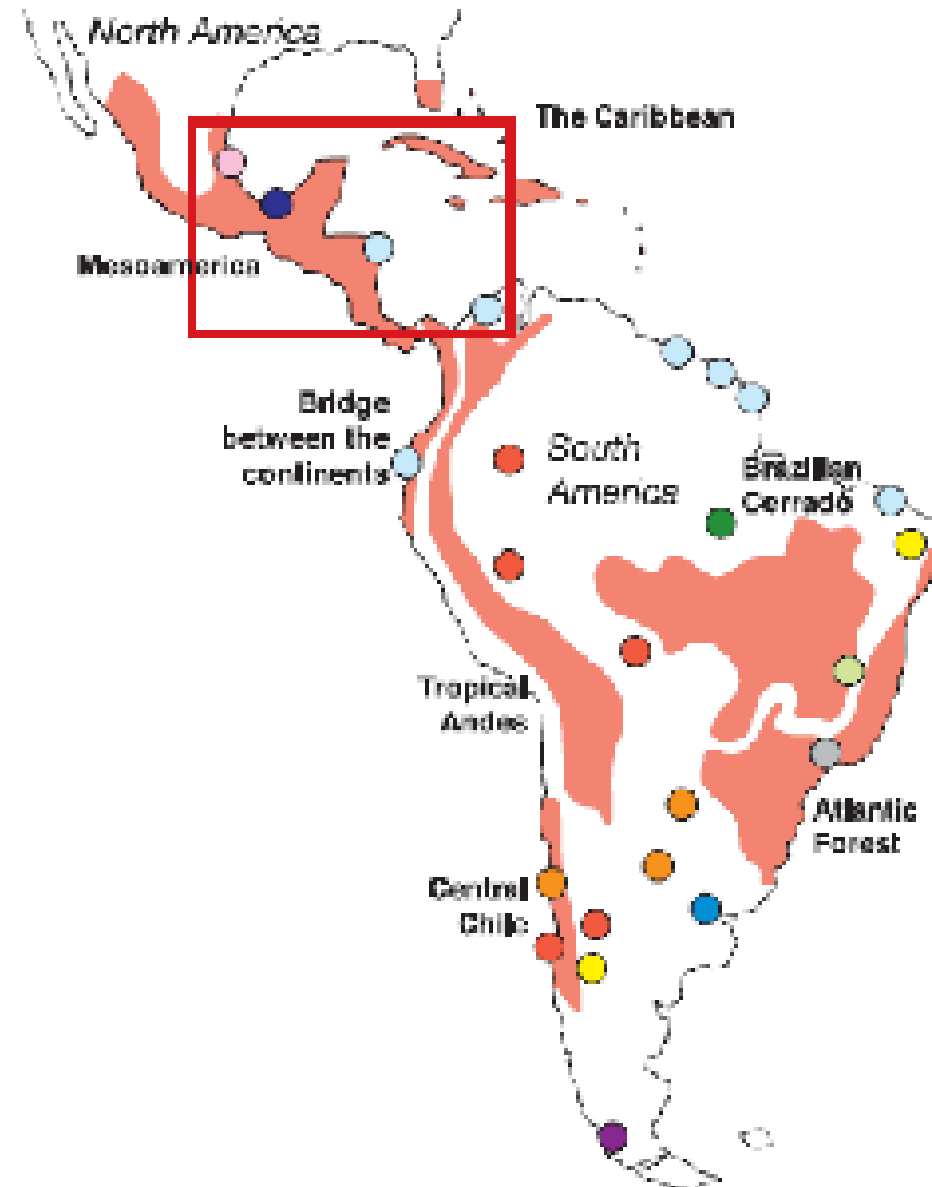 North America
The Caribbean
Mesoamerica
Bridge
between the
continents
South
America
Brazilian
Cerrado
Tropical
Andes
Atlantic
Forest
Central
Chile